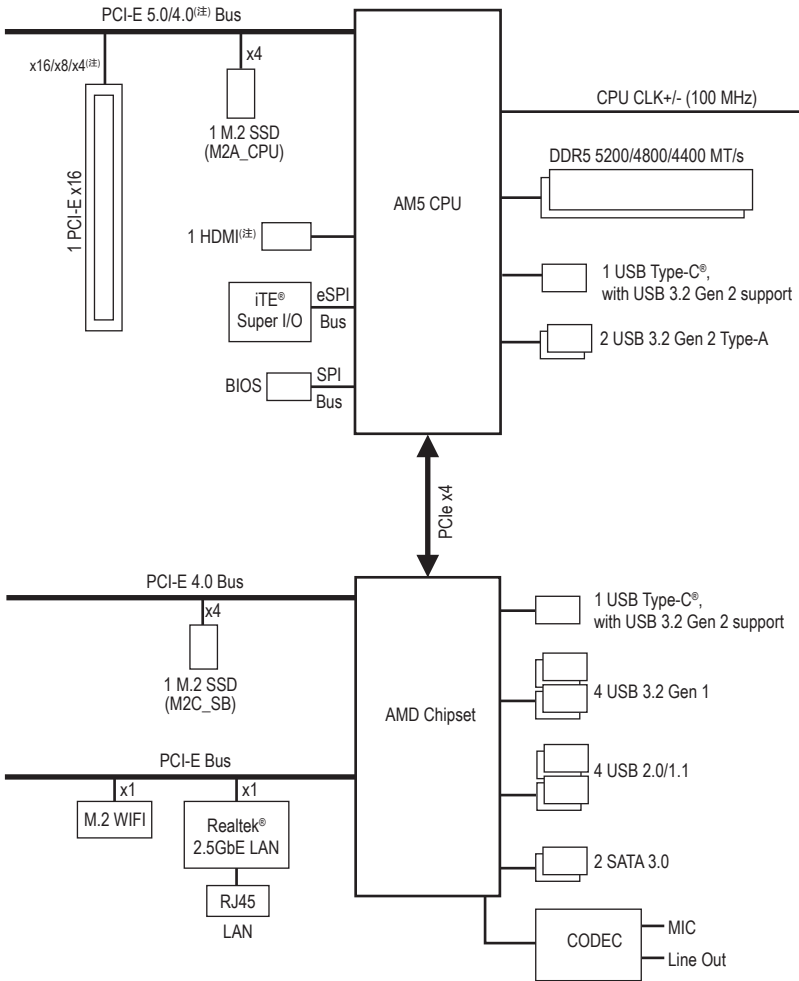 PCI-E 5.0/4.0(注) Bus
x16/x8/x4(注)
x4
1 PCI-E x16
1 M.2 SSD
(M2A_CPU)
1 HDMI(注)
iTE®
Super I/O
eSPI
Bus
BIOS
SPI
Bus
AM5 CPU
CPU CLK+/- (100 MHz)
DDR5 5200/4800/4400 MT/s
1 USB Type-C®,
with USB 3.2 Gen 2 support
2 USB 3.2 Gen 2 Type-A
PCIe x4
PCI-E 4.0 Bus
x4
1 M.2 SSD
(M2C_SB)
PCI-E Bus
x1
M.2 WIFI
x1
Realtek®
2.5GbE LAN
RJ45
LAN
AMD Chipset
1 USB Type-C®,
with USB 3.2 Gen 2 support
4 USB 3.2 Gen 1
4 USB 2.0/1.1
2 SATA 3.0
CODEC
MIC
Line Out